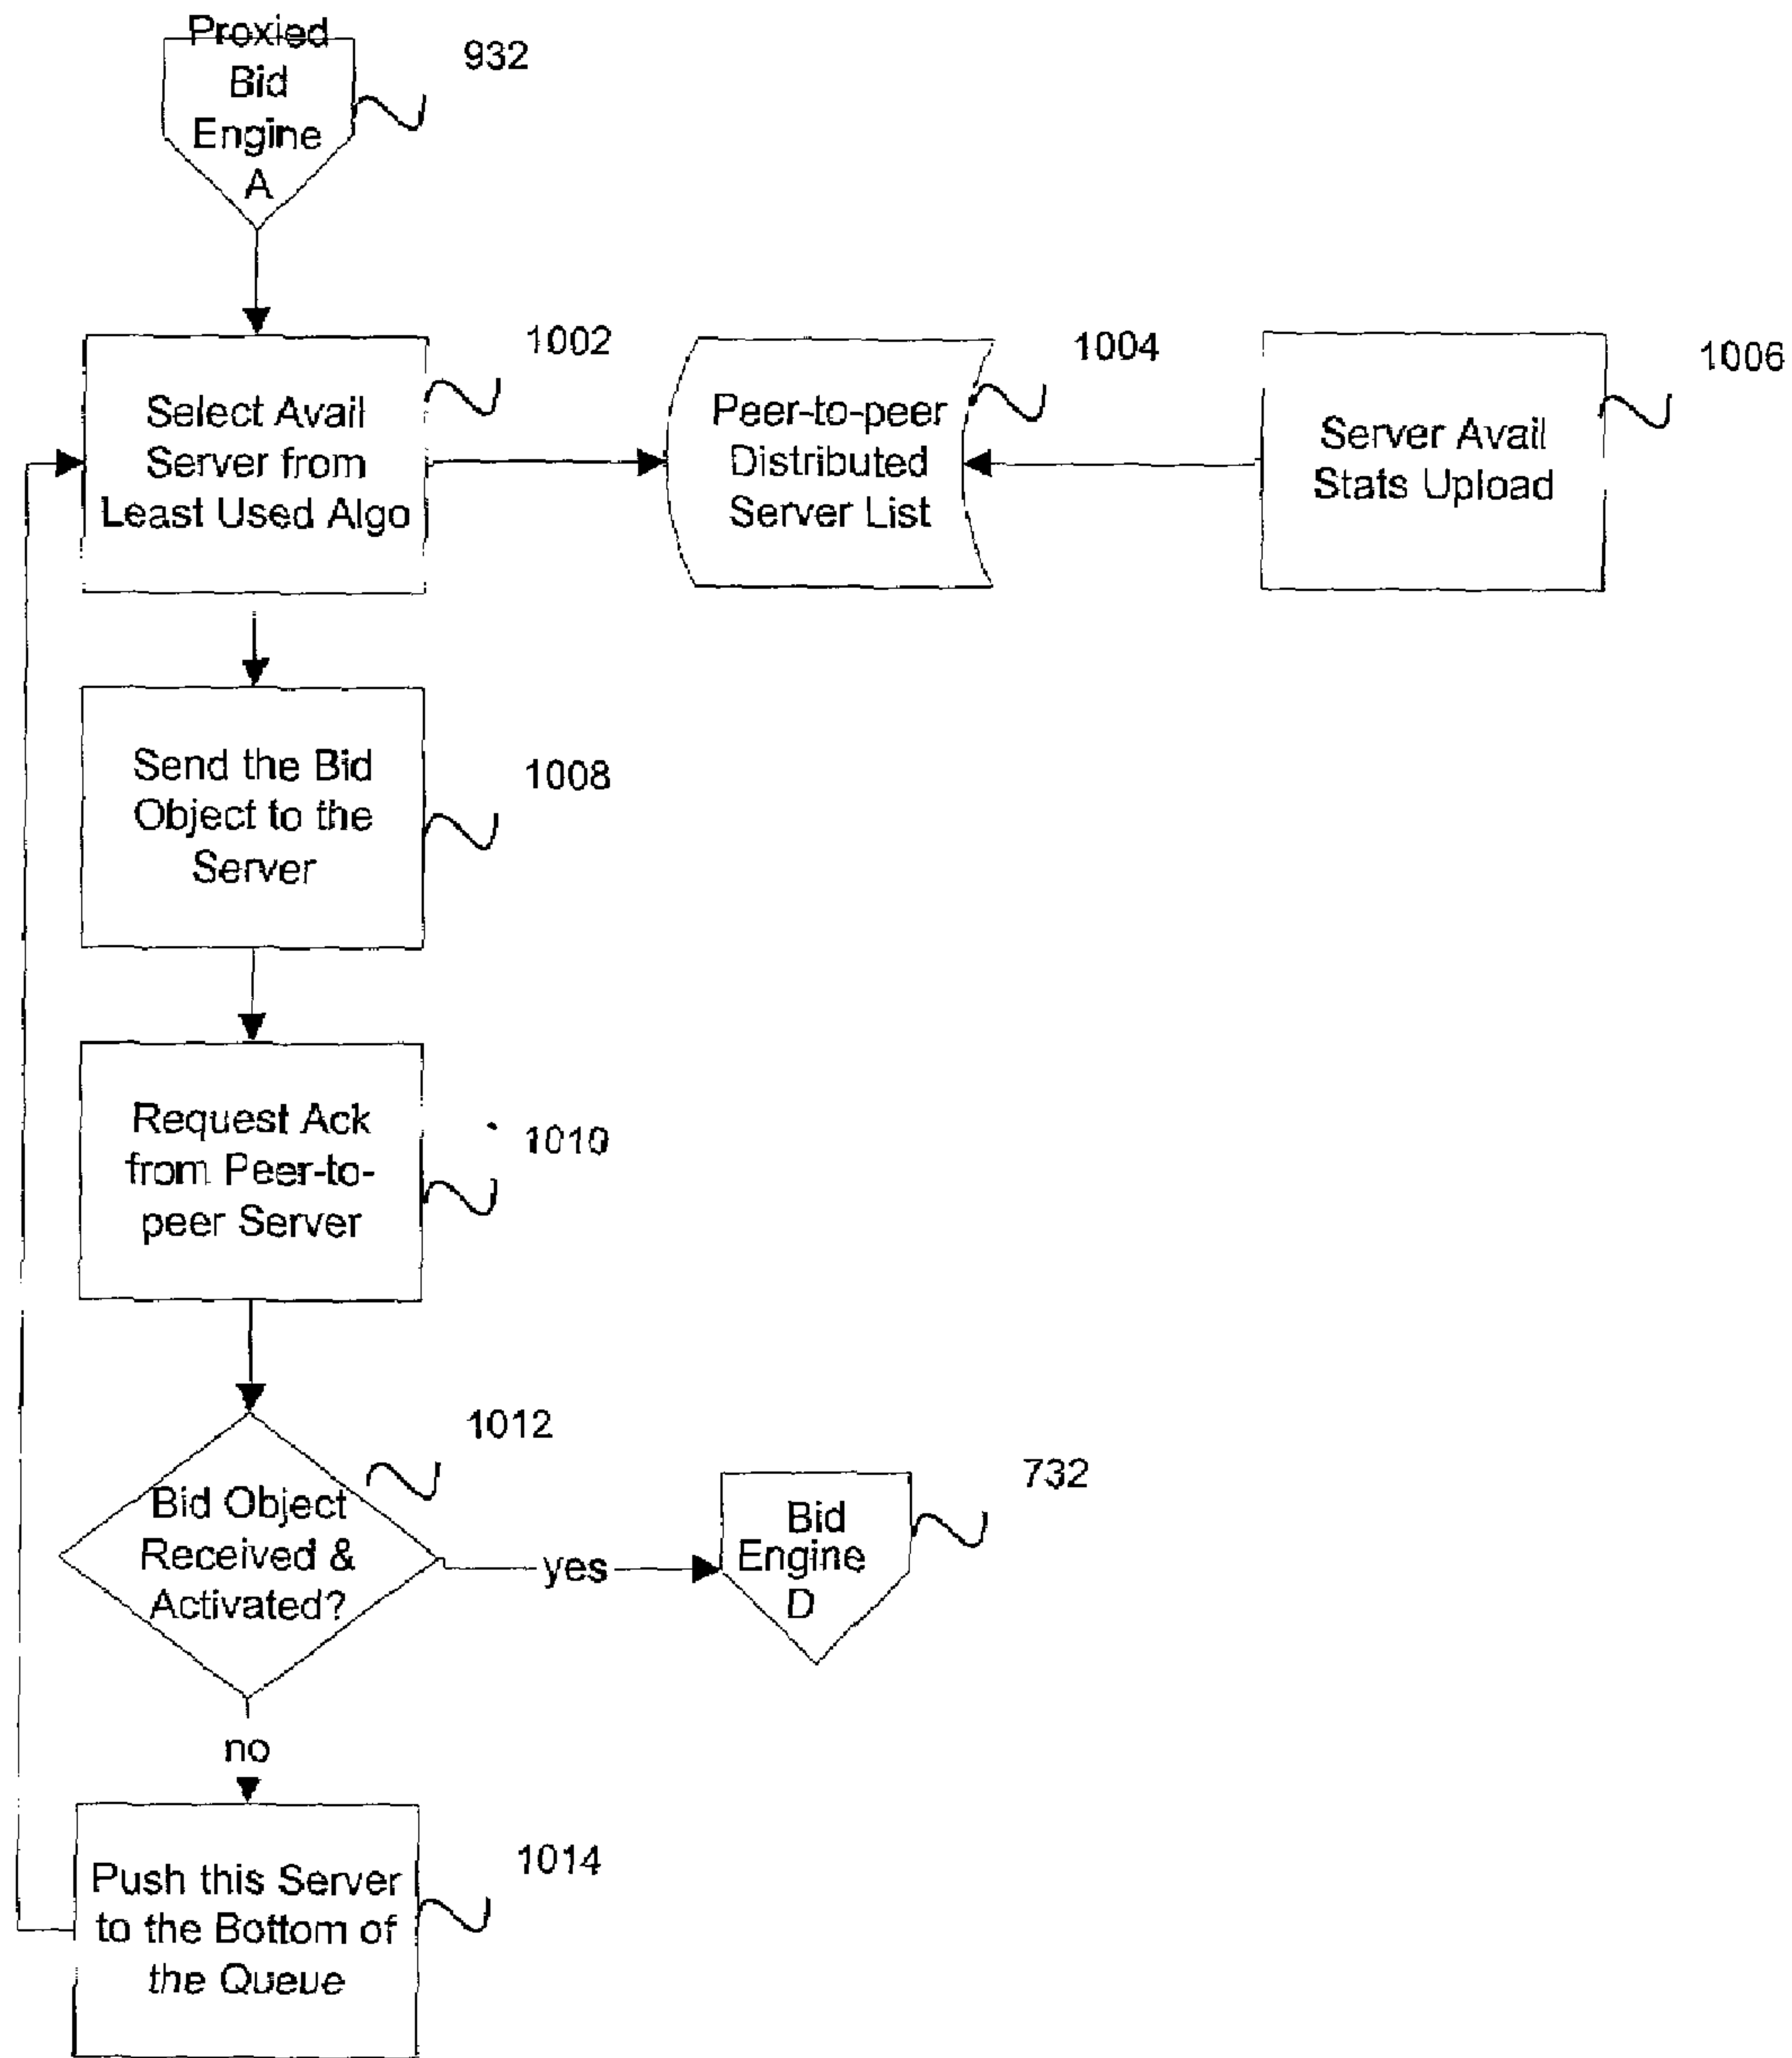 Proxied
Bid
Engine
A
932
Select Avail
Server from
Least Used Algo
1002
Peer-to-peer
Distributed
Server List
1004
Server Avail
Stats Upload
1006
Send the Bid
Object to the
Server
1008
Request Ack
from Peer-to-
peer Server
1010
Bid Object
Received &
Activated?
1012
yes
Bid
Engine
D
732
no
Push this Server
to the Bottom of
the Queue
1014